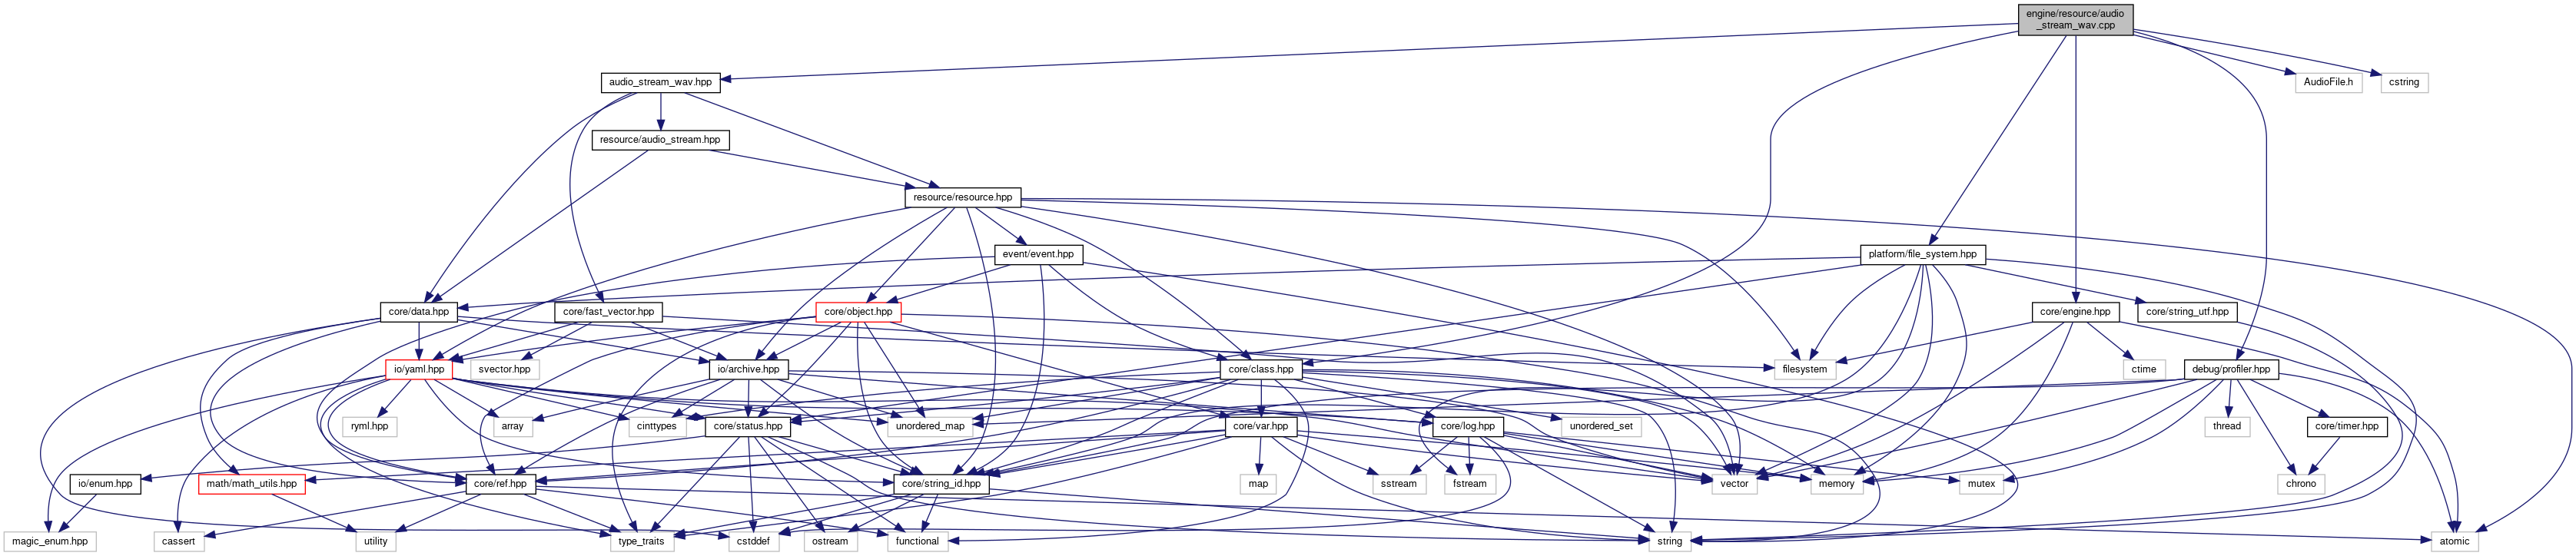 engine/resource/audio
_stream_wav.cpp
audio_stream_wav.hpp
AudioFile.h
cstring
resource/audio_stream.hpp
resource/resource.hpp
event/event.hpp
platform/file_system.hpp
core/data.hpp
core/fast_vector.hpp
core/object.hpp
core/engine.hpp
core/string_utf.hpp
io/yaml.hpp
svector.hpp
io/archive.hpp
core/class.hpp
filesystem
ctime
debug/profiler.hpp
ryml.hpp
array
cinttypes
core/status.hpp
unordered_map
core/var.hpp
core/log.hpp
unordered_set
thread
core/timer.hpp
io/enum.hpp
math/math_utils.hpp
core/ref.hpp
core/string_id.hpp
map
sstream
fstream
vector
memory
mutex
chrono
magic_enum.hpp
cassert
utility
type_traits
cstddef
ostream
functional
string
atomic